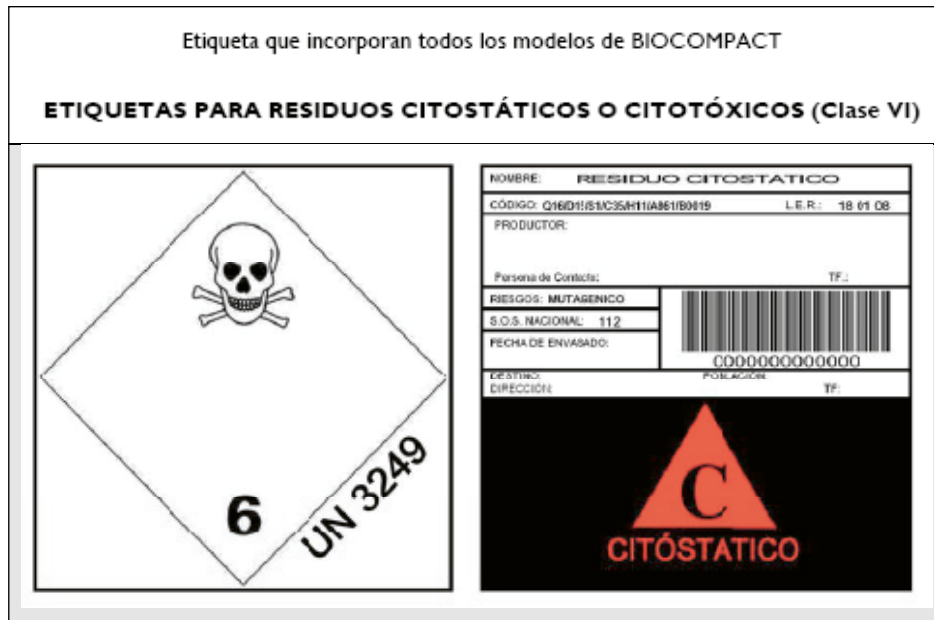 Etiqueta que incorporan todos los modelos de BIOCOMPACT
ETIQUETAS PARA RESIDUOS CITOSTÁTICOS O CITOTÓXICOS (Clase VI)
6
UN 3249
NOMBRE: RESIDUO CITOSTATICO
CÓDIGO: Q16/D15/S1/C35/H11/A861/B0019 L.E.R.: 18 01 08
PRODUCTOR:
Persona de Contacto: TF.:
RIESGOS: MUTAGENICO
S.O.S. NACIONAL: 112
FECHA DE ENVASADO:
C0000000000000
DESTINO: POBLACIÓN:
DIRECCIÓN: TF:
C
CITÓSTATICO